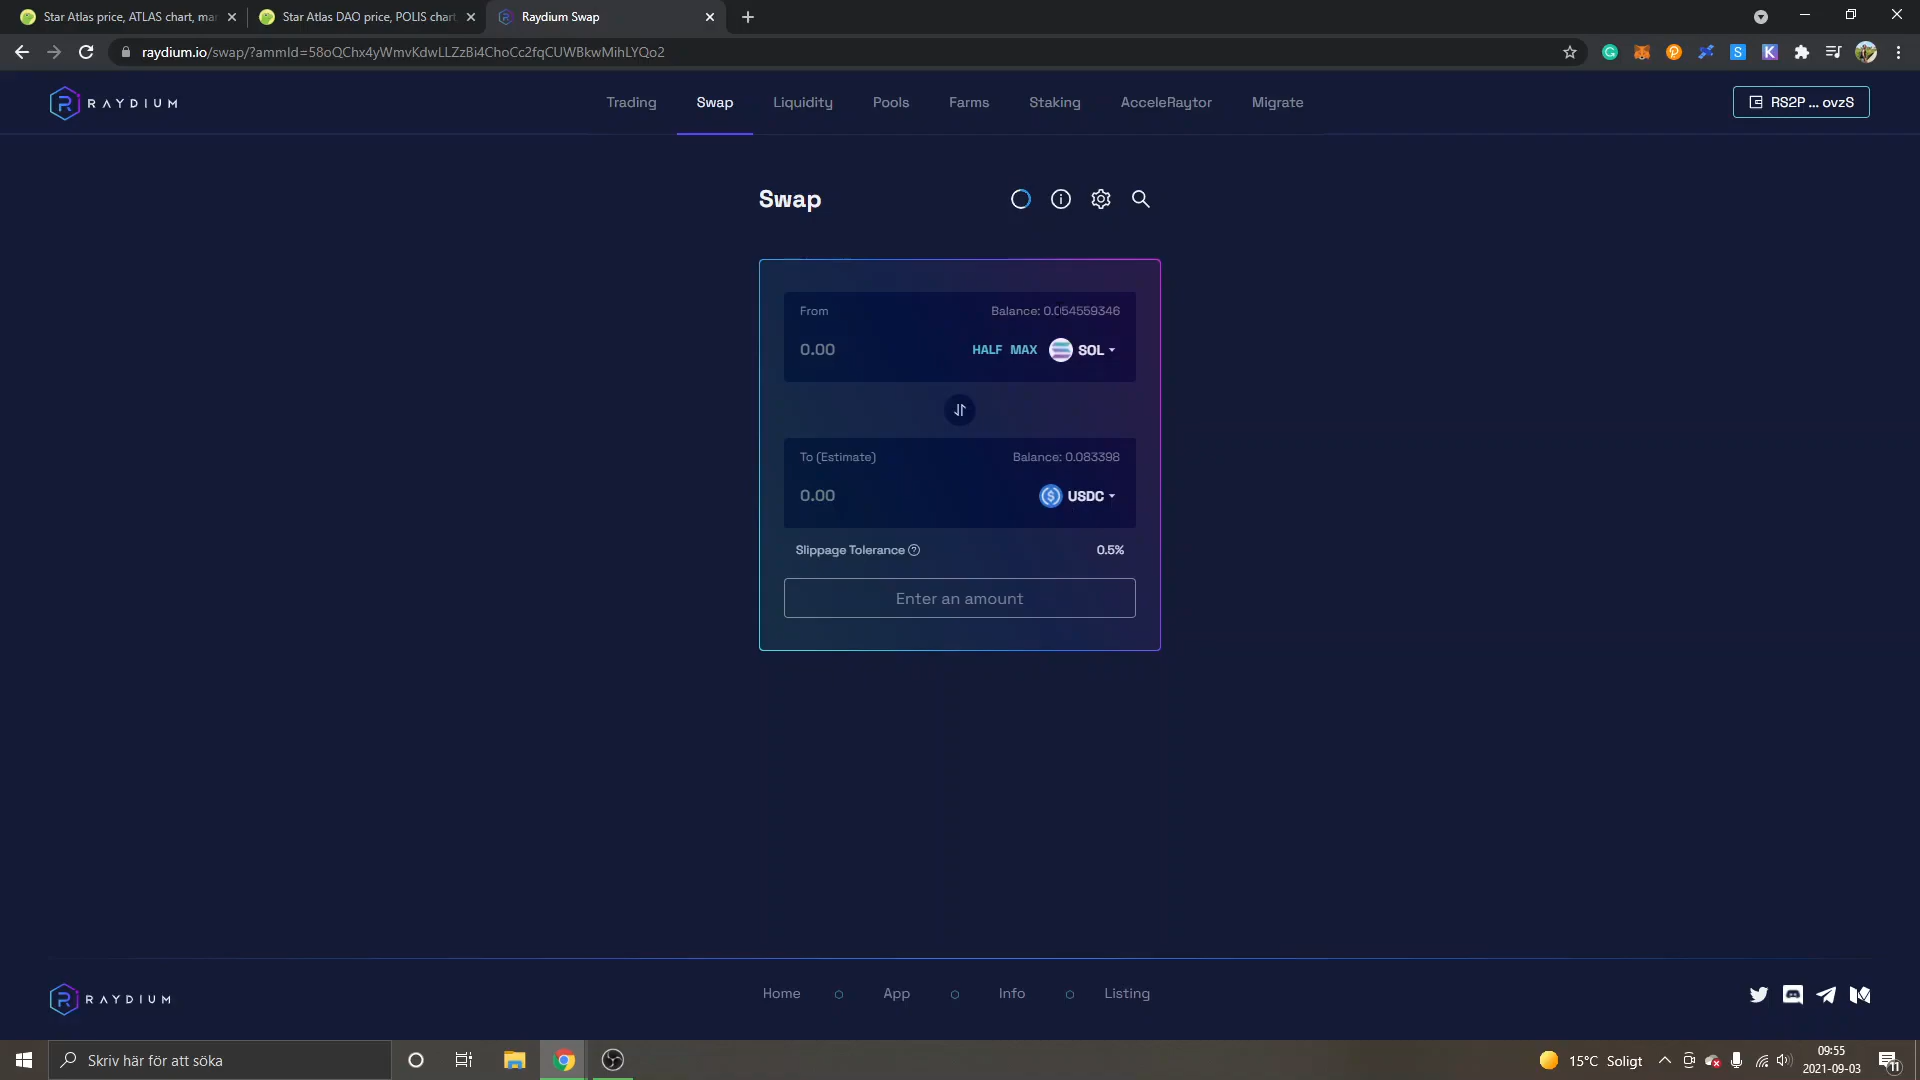 Star Atlas price, ATLAS chart, mar
Star Atlas DAO price, POLIS chart,
Raydium Swap
raydium.io/swap/?ammId=58oQChx4yWmvKdwLLZzBi4ChoCc2fqCUWBkwMihLYQo2
RAYDIUM
Trading
Swap
Liquidity
Pools
Farms
Staking
AcceleRaytor
Migrate
RS2P ... ovzS
Swap
From
Balance: 0.054559346
0.00
HALF MAX
SOL
To (Estimate)
Balance: 0.083398
0.00
USDC
Slippage Tolerance
0.5%
Enter an amount
RAYDIUM
Home
App
Info
Listing
Skriv här för att söka
15°C Soligt
09:55
2021-09-03
11